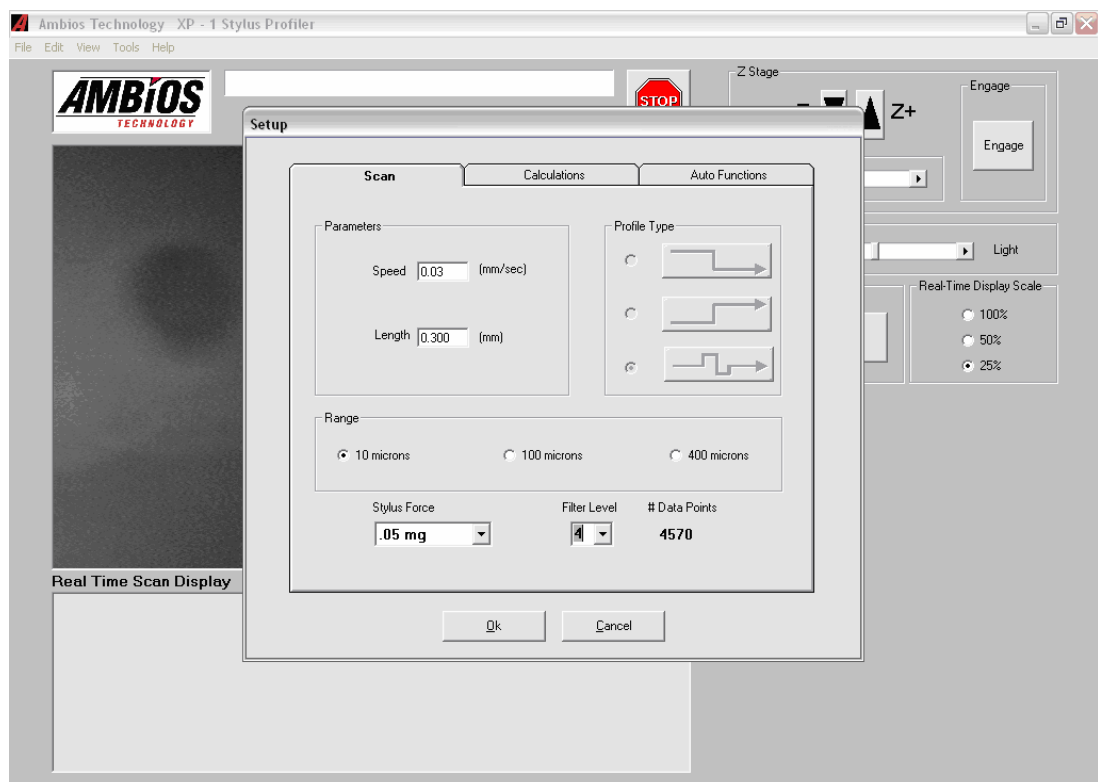 Ambios Technology XP - 1 Stylus Profiler
File Edit View Tools Help
AMBiOS
TECHNOLOGY
STOP
Z Stage
Z+
Engage
Engage
Setup
Scan Calculations Auto Functions
Parameters
Speed 0.03 (mm/sec)
Length 0.300 (mm)
Profile Type
Light
Real-Time Display Scale
100%
50%
25%
Range
10 microns 100 microns 400 microns
Stylus Force Filter Level # Data Points
.05 mg 4 4570
Ok Cancel
Real Time Scan Display